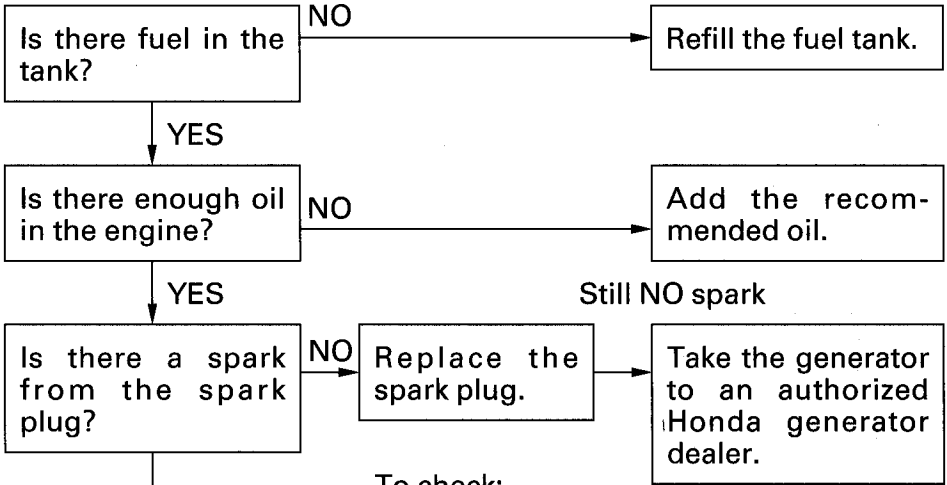 Is there fuel in the
tank?
NO
Refill the fuel tank.
YES
Is there enough oil
in the engine?
NO
Add the recom-
mended oil.
YES
Still NO spark
Is there a spark
from the spark
plug?
NO
Replace the
spark plug.
Take the generator
to an authorized
Honda generator
dealer.
To check: